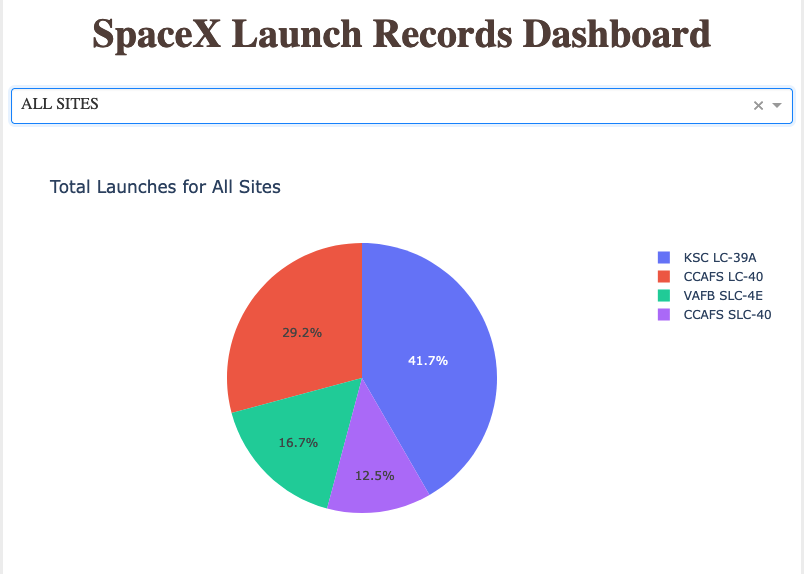 SpaceX Launch Records Dashboard
ALL SITES
Total Launches for All Sites
KSC LC-39A
CCAFS LC-40
VAFB SLC-4E
CCAFS SLC-40
29.2%
41.7%
16.7%
12.5%